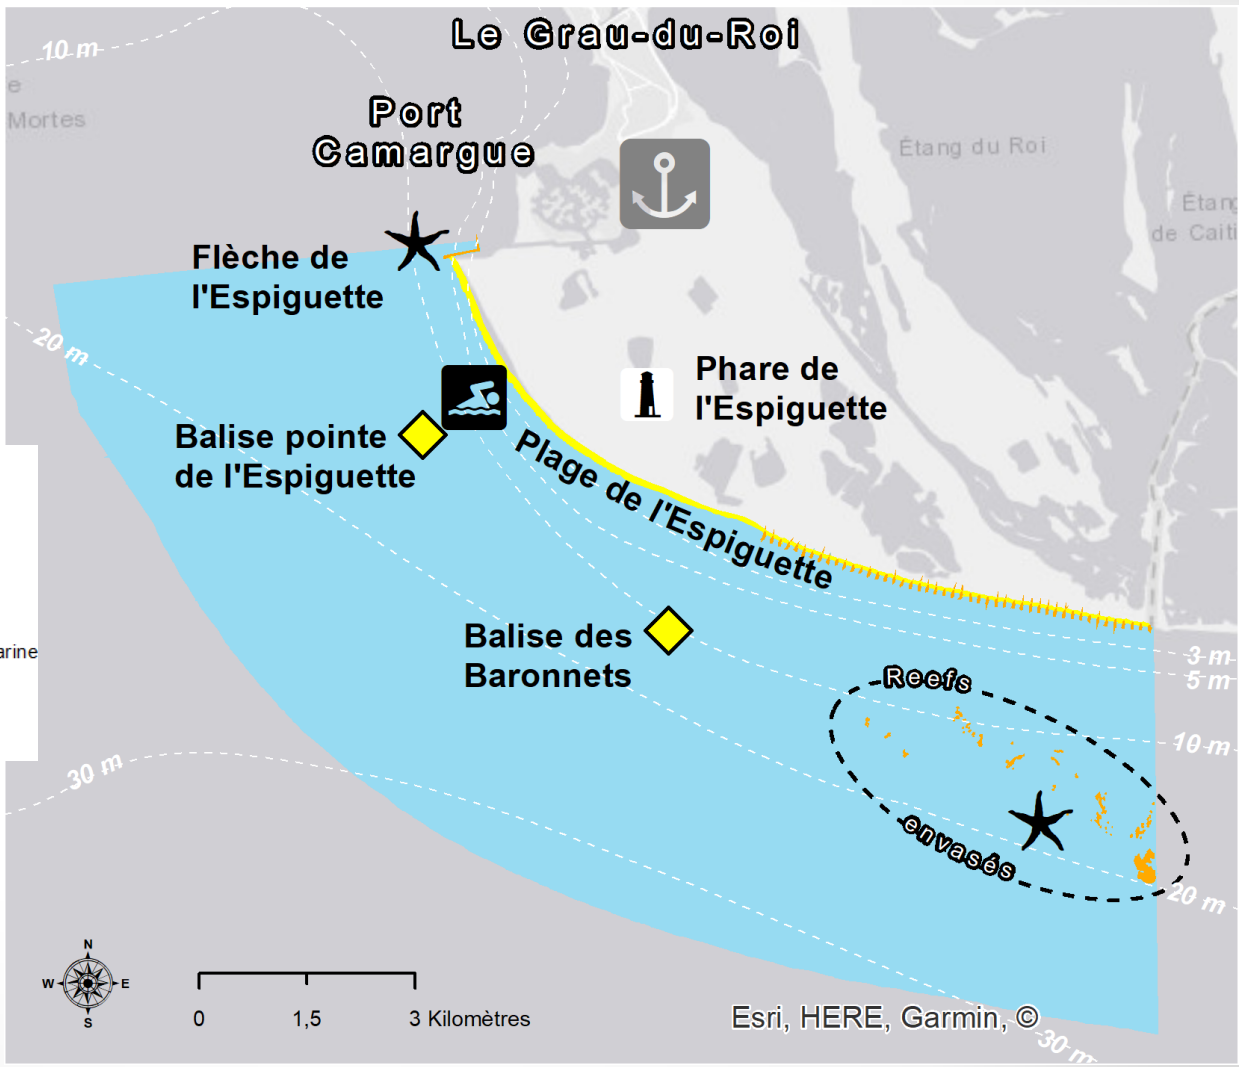 Le Grau-du-Roi
10 m
e
Mortes
Port
Camargue
Étang du Roi
Étang
de Caiti
Flèche de
l'Espiguette
20 m
Phare de
l'Espiguette
Balise pointe
de l'Espiguette
Plage de l'Espiguette
Balise des
Baronnets
arine
3 m
5 m
Reefs
10 m
30 m
envasés
20 m
N
W E
S
0 1,5 3 Kilomètres
Esri, HERE, Garmin, ©
30 m